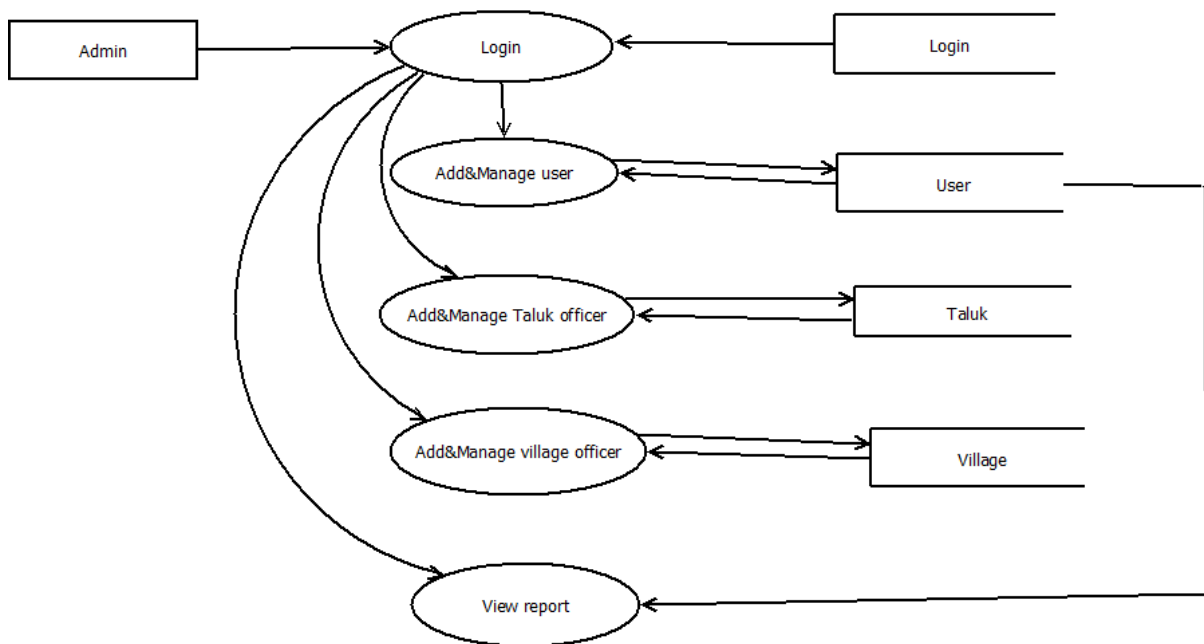 Admin
Login
Login
Add&Manage user
User
Add&Manage Taluk officer
Taluk
Add&Manage village officer
Village
View report